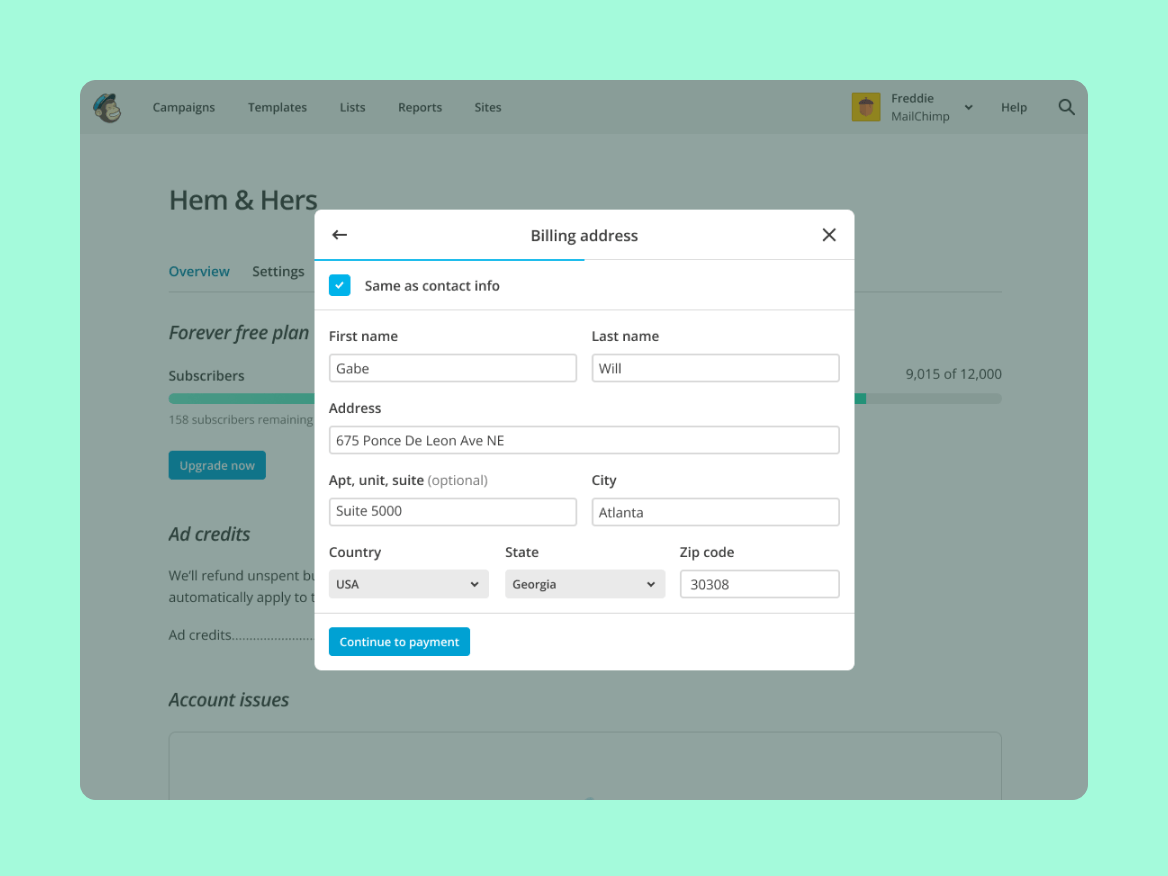 Campaigns Templates Lists Reports Sites
Freddie
MailChimp
Help
Hem & Hers
Overview Settings
Forever free plan
Subscribers
9,015 of 12,000
158 subscribers remaining
Upgrade now
Ad credits
We'll refund unspent
automatically apply to
Ad credits......................
Account issues
Billing address
Same as contact info
First name Last name
Gabe Will
Address
675 Ponce De Leon Ave NE
Apt, unit, suite (optional) City
Suite 5000 Atlanta
Country State Zip code
USA Georgia 30308
Continue to payment